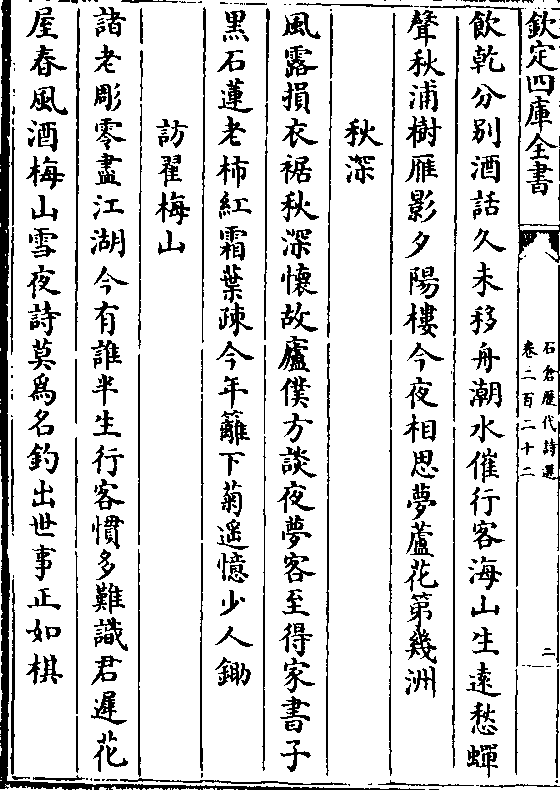 欽定四庫全書
石倉歷代詩選
卷二百二十二
二
飲乾分别酒話久未移舟潮水催行客海山生遠愁蟬
聲秋浦樹雁影夕陽樓今夜相思夢蘆花第幾洲
秋深
風露損衣裾秋深懷故廬僕方談夜夢客至得家書子
黑石蓮老柿紅霜葉疎今年籬下菊遥憶少人鋤
訪翟梅山
諸老彫零盡江湖今有誰半生行客慣多難識君遲花
屋春風酒梅山雪夜詩莫爲名釣出世事正如棋